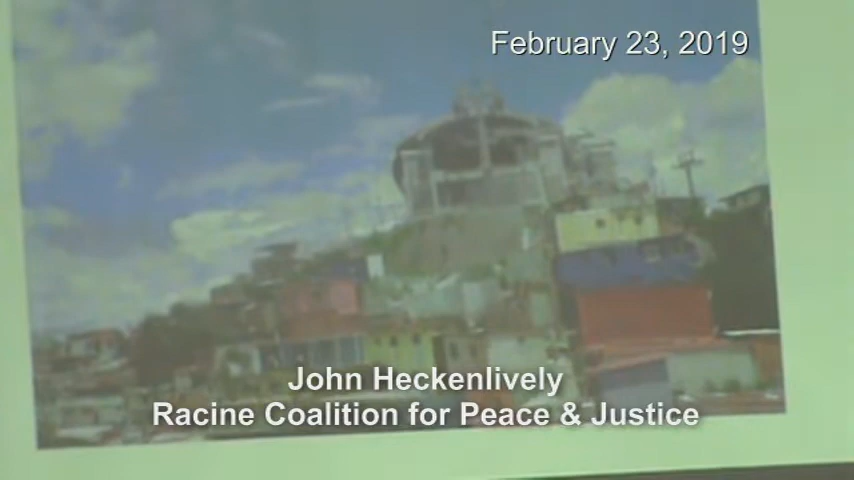 February 23, 2019
John Heckenlively
Racine Coalition for Peace & Justice